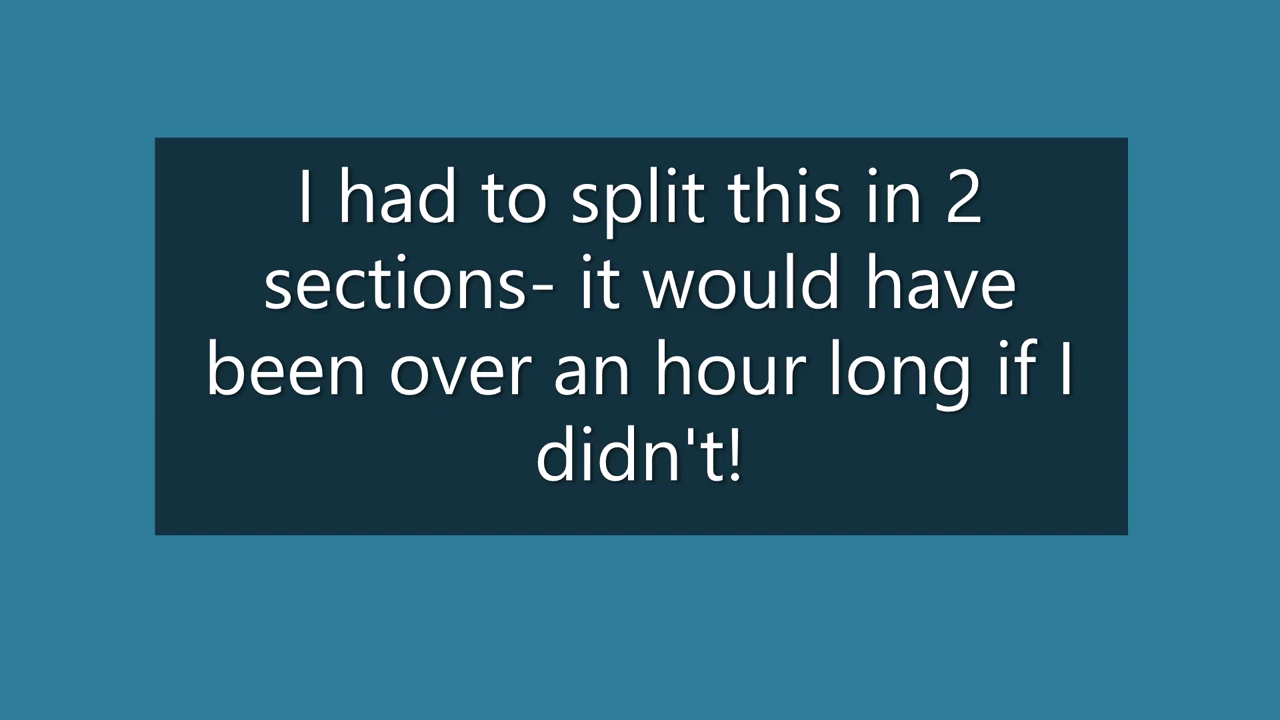 I had to split this in 2
sections- it would have
been over an hour long if I
didn't!